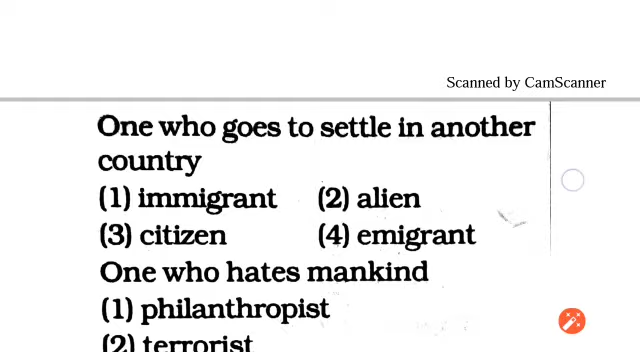 Scanned by CamScanner
One who goes to settle in another
country
(1) immigrant (2) alien
(3) citizen (4) emigrant
One who hates mankind
(1) philanthropist
(2) terrorist